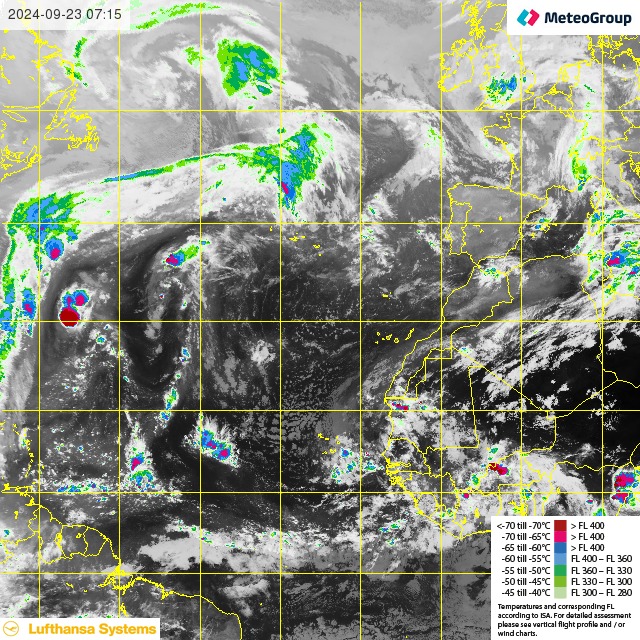 2024-09-23 07:15
MeteoGroup
<-70 till -70°C > FL 400
-70 till -65°C > FL 400
-65 till -60°C > FL 400
-60 till -55°C FL 400 – FL 360
-55 till -50°C FL 360 – FL 330
-50 till -45°C FL 330 – FL 300
-45 till -40°C FL 300 – FL 280
Temperatures and corresponding FL
according to ISA. For detailed assessment
please see vertical flight profile and / or
wind charts.
Lufthansa Systems